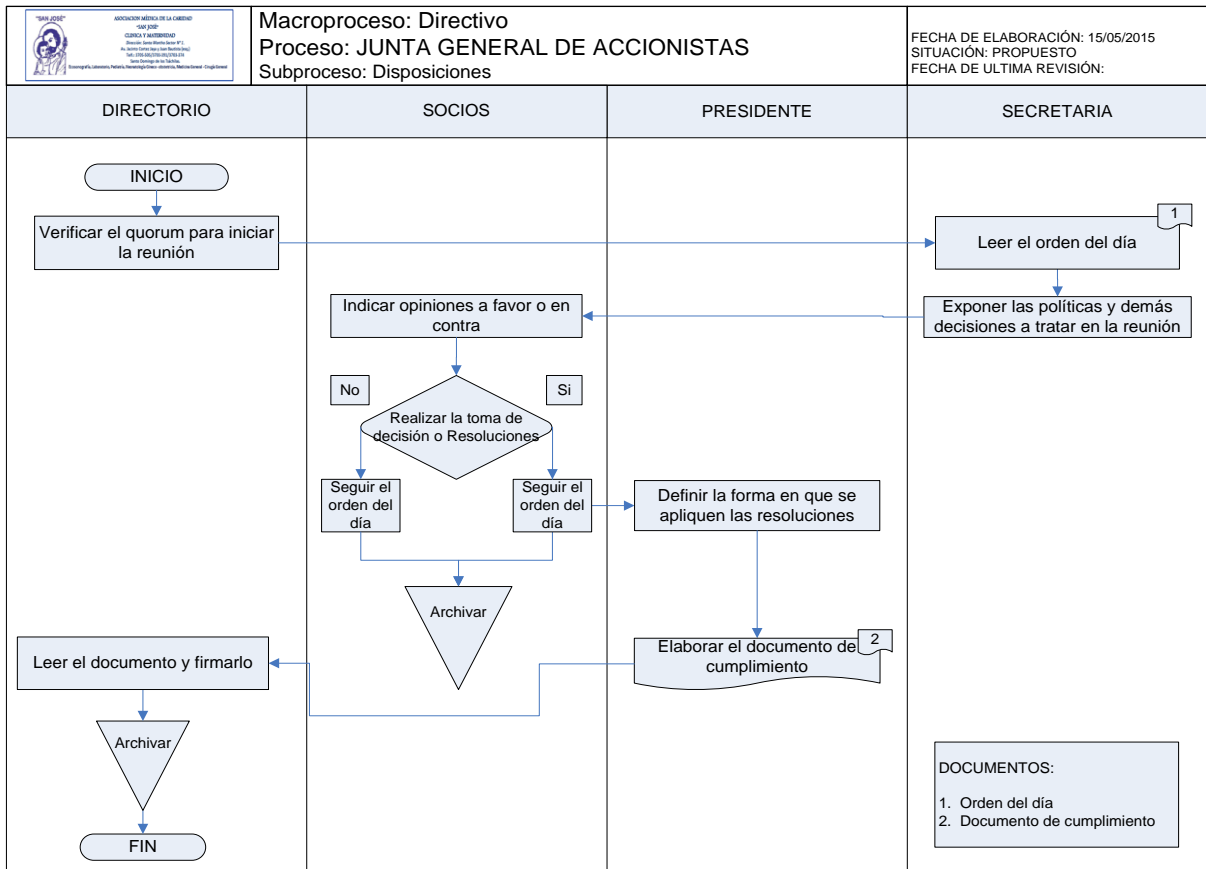 "SAN JOSÉ"
ASOCIACION MÉDICA DE LA CARIDAD
"SAN JOSÉ"
CLINICA Y MATERNIDAD
Macroproceso: Directivo
Proceso: JUNTA GENERAL DE ACCIONISTAS
Subproceso: Disposiciones
FECHA DE ELABORACIÓN: 15/05/2015
SITUACIÓN: PROPUESTO
FECHA DE ULTIMA REVISIÓN:
DIRECTORIO
SOCIOS
PRESIDENTE
SECRETARIA
INICIO
Verificar el quorum para iniciar
la reunión
1
Leer el orden del día
Exponer las políticas y demás
decisiones a tratar en la reunión
Indicar opiniones a favor o en
contra
No
Si
Realizar la toma de
decisión o Resoluciones
Seguir el
orden del
día
Seguir el
orden del
día
Definir la forma en que se
apliquen las resoluciones
Archivar
2
Elaborar el documento de
cumplimiento
Leer el documento y firmarlo
Archivar
FIN
DOCUMENTOS:
1. Orden del día
2. Documento de cumplimiento